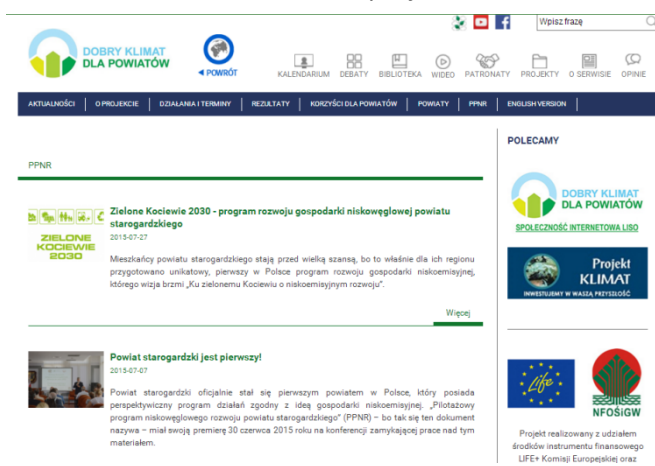 Wpisz frazę
DOBRY KLIMAT
DLA POWIATÓW
POWRÓT
KALENDARIUM DEBATY BIBLIOTEKA WIDEO PATRONATY PROJEKTY O SERWISIE OPINIE
AKTUALNOŚCI O PROJEKCIE DZIAŁANIA I TERMINY REZULTATY KORZYŚCI DLA POWIATÓW POWIATY PPNR ENGLISH VERSION
PPNR
Zielone Kociewie 2030 - program rozwoju gospodarki niskowęglowej powiatu
starogardzkiego
2015-07-27
ZIELONE
KOCIEWIE
2030
Mieszkańcy powiatu starogardzkiego stają przed wielką szansą, bo to właśnie dla ich regionu
przygotowano unikatowy, pierwszy w Polsce program rozwoju gospodarki niskoemisyjnej,
którego wizja brzmi „Ku zielonemu Kociewiu o niskoemisyjnym rozwoju”.
Więcej
Powiat starogardzki jest pierwszy!
2015-07-07
Powiat starogardzki oficjalnie stał się pierwszym powiatem w Polsce, który posiada
perspektywiczny program działań zgodny z ideą gospodarki niskoemisyjnej. „Pilotażowy
program niskowęglowego rozwoju powiatu starogardzkiego” (PPNR) – bo tak się ten dokument
nazywa – miał swoją premierę 30 czerwca 2015 roku na konferencji zamykającej prace nad tym
materiałem.
POLECAMY
DOBRY KLIMAT
DLA POWIATÓW
SPOŁECZNOŚĆ INTERNETOWA LISO
Projekt
KLIMAT
INWESTUJEMY W WASZĄ PRZYSZŁOŚĆ
Life
NFOŚiGW
Projekt realizowany z udziałem
środków instrumentu finansowego
LIFE+ Komisji Europejskiej oraz